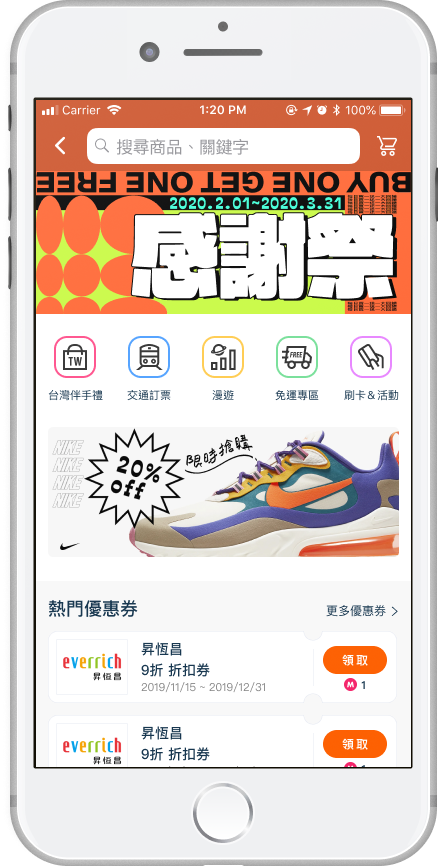 Carrier 1:20 PM 100%
搜尋商品、關鍵字
BUY ONE GET ONE FREE
2020.2.01~2020.3.31
感謝祭
TW
FREE
台灣伴手禮 交通訂票 漫遊 免運專區 刷卡＆活動
NIKE
NIKE
NIKE
NIKE
20%
off
限時搶購
熱門優惠券 更多優惠券
everrich
昇恆昌
昇恆昌
9折 折扣券
2019/11/15 ~ 2019/12/31
領取
M 1
everrich
昇恆昌
昇恆昌
9折 折扣券
領取